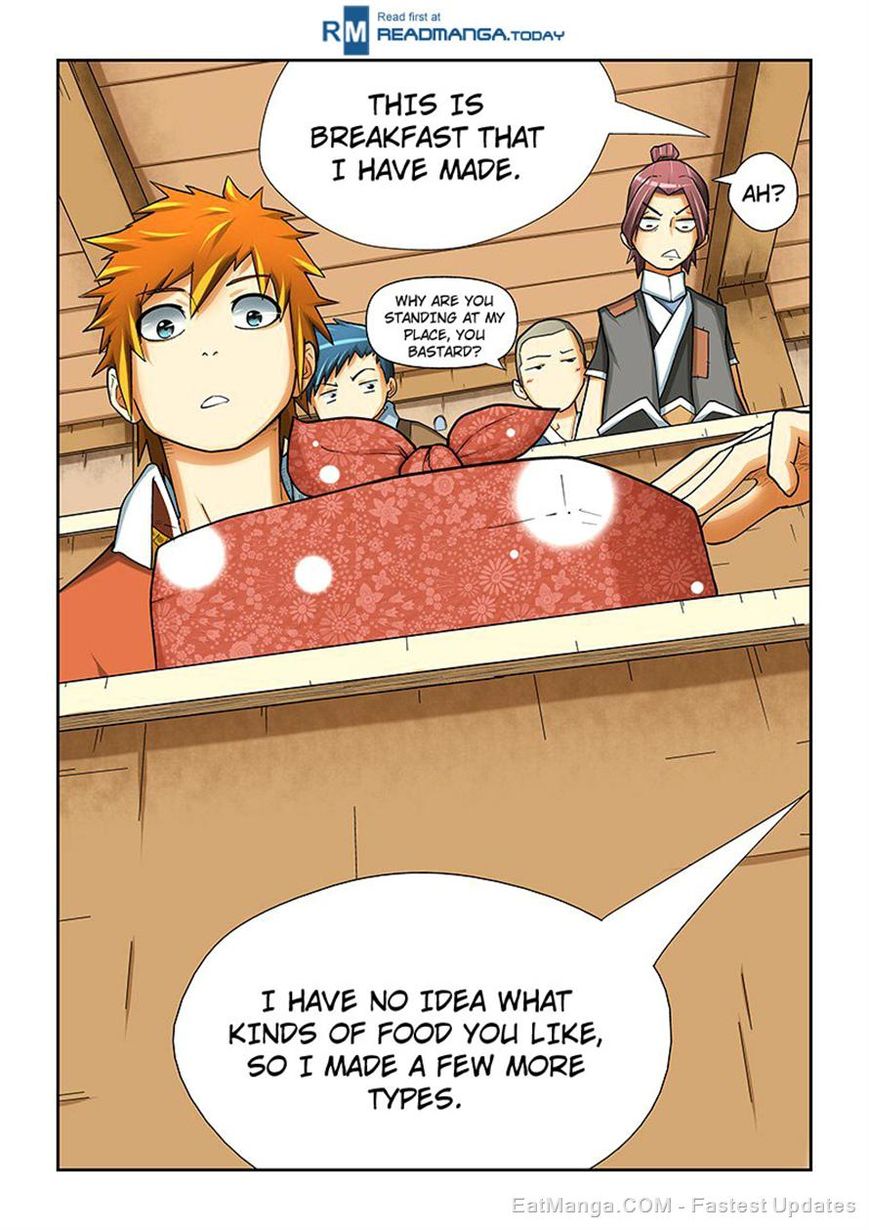 Read first at
RM READMANGA.TODAY
THIS IS
BREAKFAST THAT
I HAVE MADE.
AH?
WHY ARE YOU
STANDING AT MY
PLACE, YOU
BASTARD?
I HAVE NO IDEA WHAT
KINDS OF FOOD YOU LIKE,
SO I MADE A FEW MORE
TYPES.
EatManga.COM - Fastest Updates